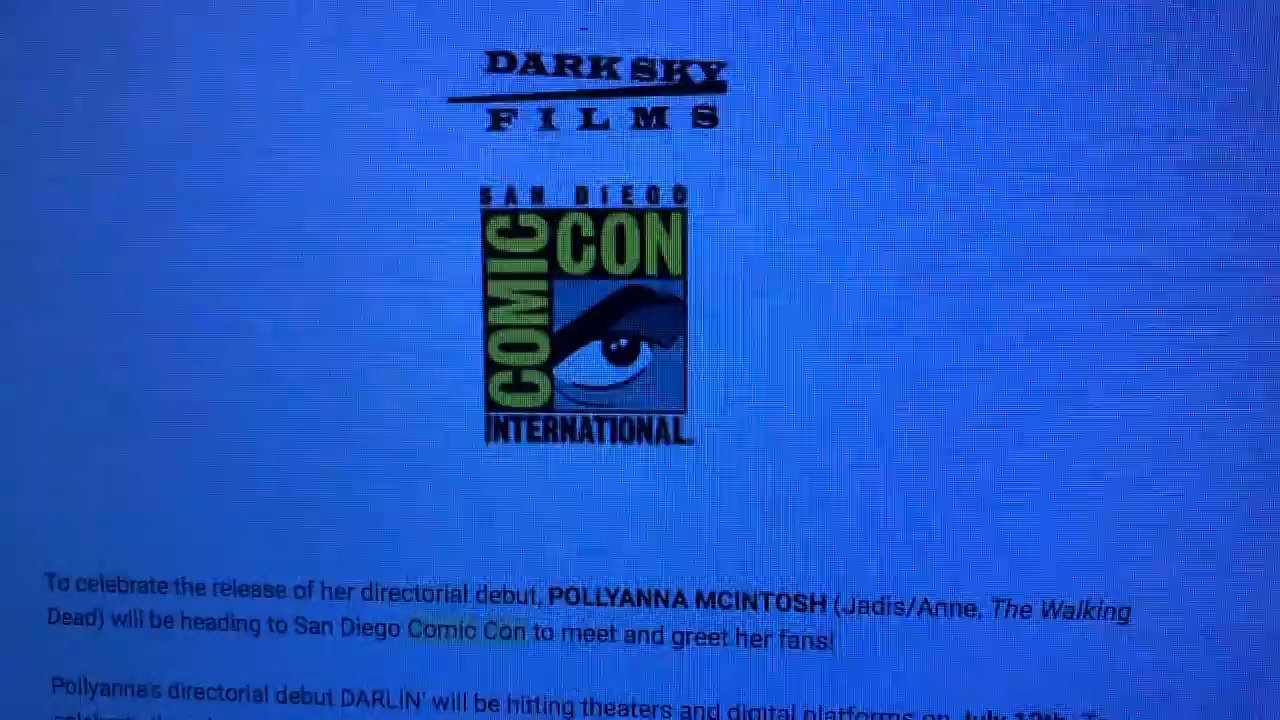 DARK SKY
FILMS
SAN DIEGO
COMIC
CON
INTERNATIONAL
To celebrate the release of her directorial debut, POLLYANNA MCINTOSH (Jadis/Anne, The Walking
Dead) will be heading to San Diego Comic Con to meet and greet her fans!
Pollyanna's directorial debut DARLIN' will be hitting theaters and digital platforms on July